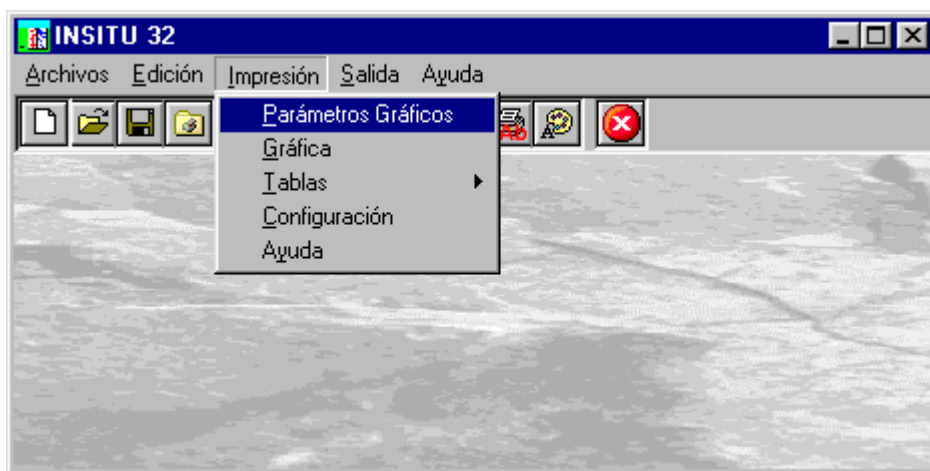 INSITU 32
Archivos Edición Impresión Salida Ayuda
Parámetros Gráficos
Gráfica
Tablas
Configuración
Ayuda